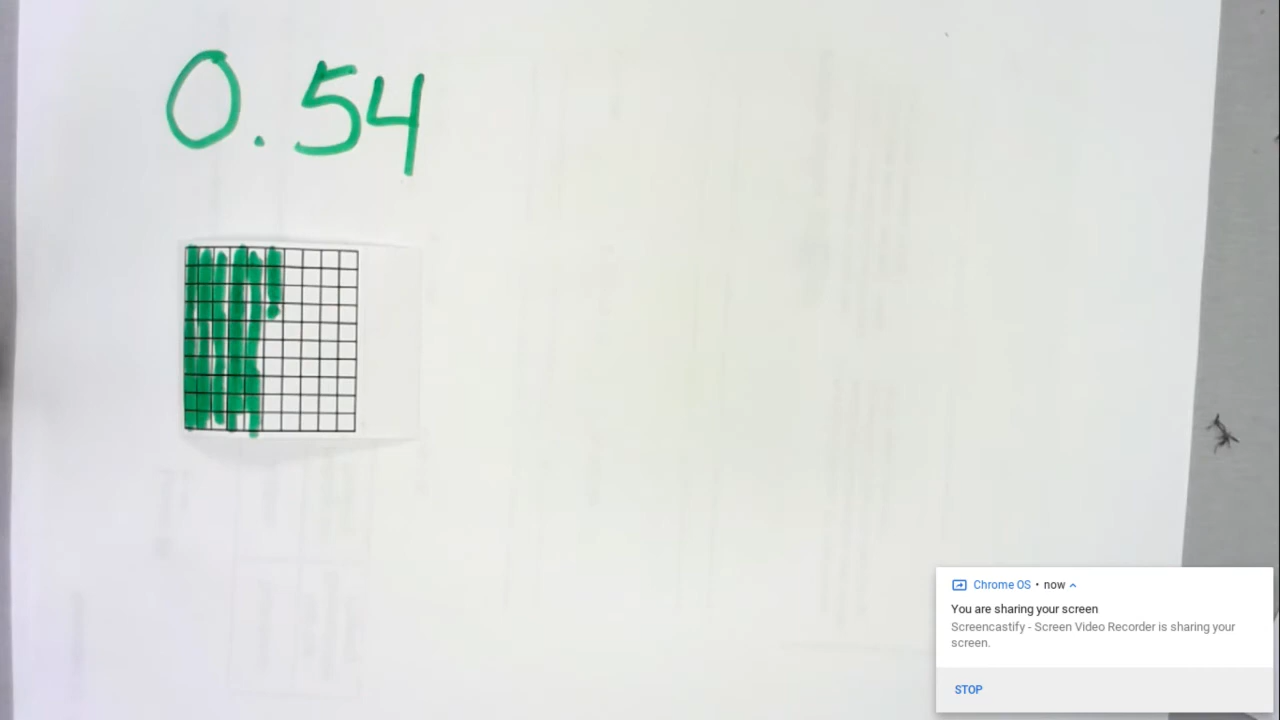 0.54
Chrome OS • now
You are sharing your screen
Screencastify - Screen Video Recorder is sharing your
screen.
STOP